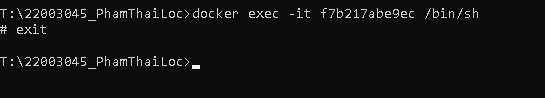 T:\22003045_PhamThaiLoc>docker exec -it f7b217abe9ec /bin/sh
# exit
T:\22003045_PhamThaiLoc>